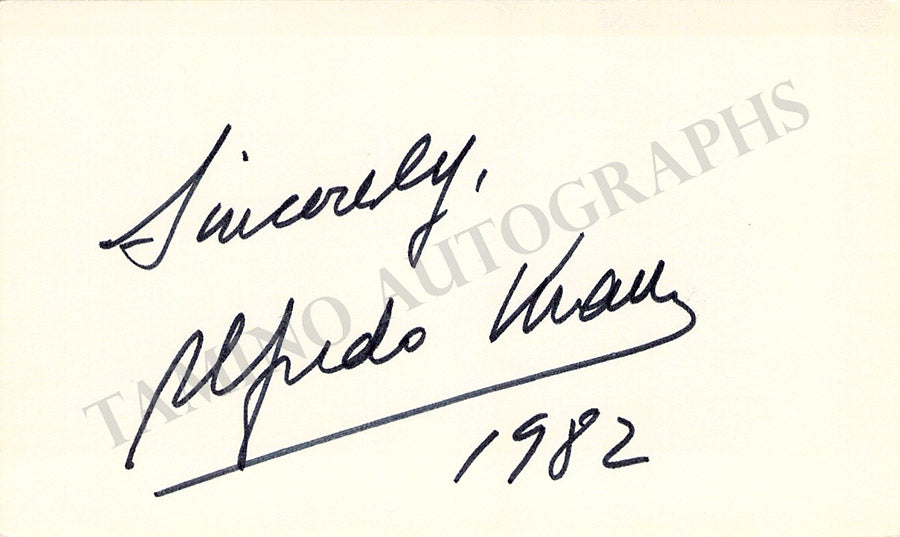 Sincerely,
Alfredo Kraus
1982
TAMINO AUTOGRAPHS